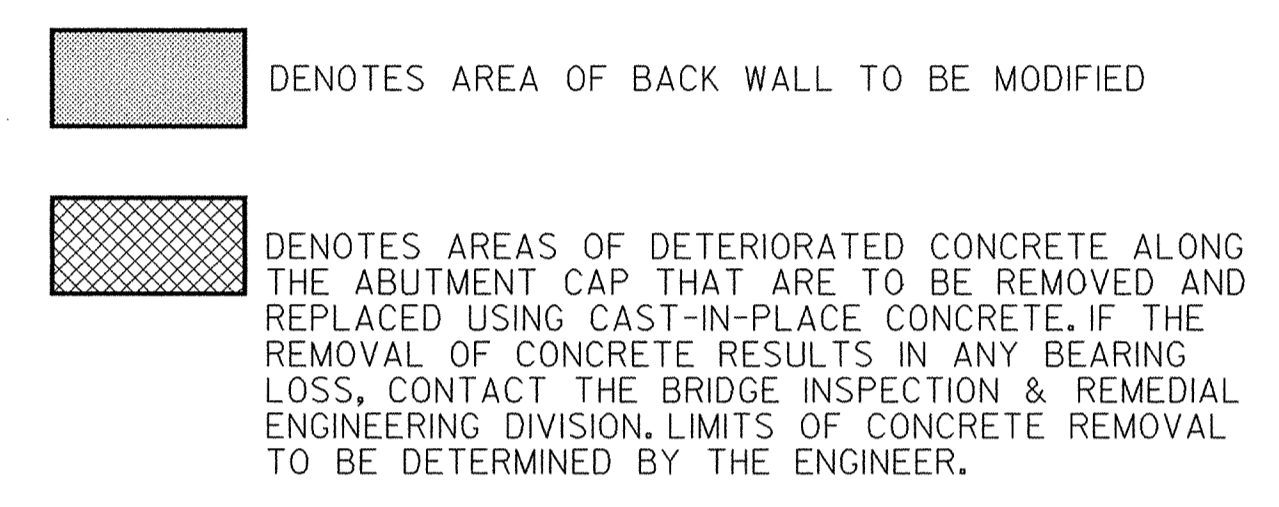 DENOTES AREA OF BACK WALL TO BE MODIFIED
DENOTES AREAS OF DETERIORATED CONCRETE ALONG
THE ABUTMENT CAP THAT ARE TO BE REMOVED AND
REPLACED USING CAST-IN-PLACE CONCRETE. IF THE
REMOVAL OF CONCRETE RESULTS IN ANY BEARING
LOSS, CONTACT THE BRIDGE INSPECTION & REMEDIAL
ENGINEERING DIVISION. LIMITS OF CONCRETE REMOVAL
TO BE DETERMINED BY THE ENGINEER.